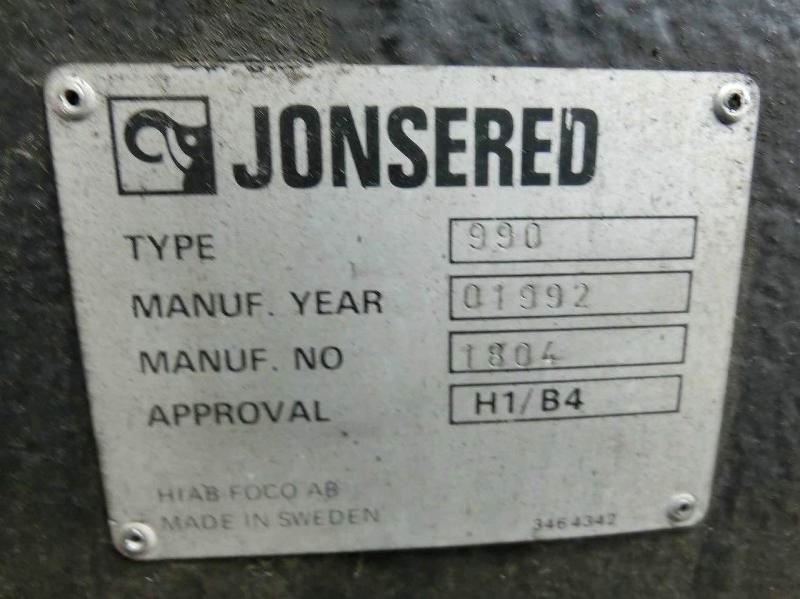 JONSERED
TYPE 990
MANUF. YEAR 01992
MANUF. NO 1804
APPROVAL H1/B4
HIAB FOCO AB
MADE IN SWEDEN 3464342